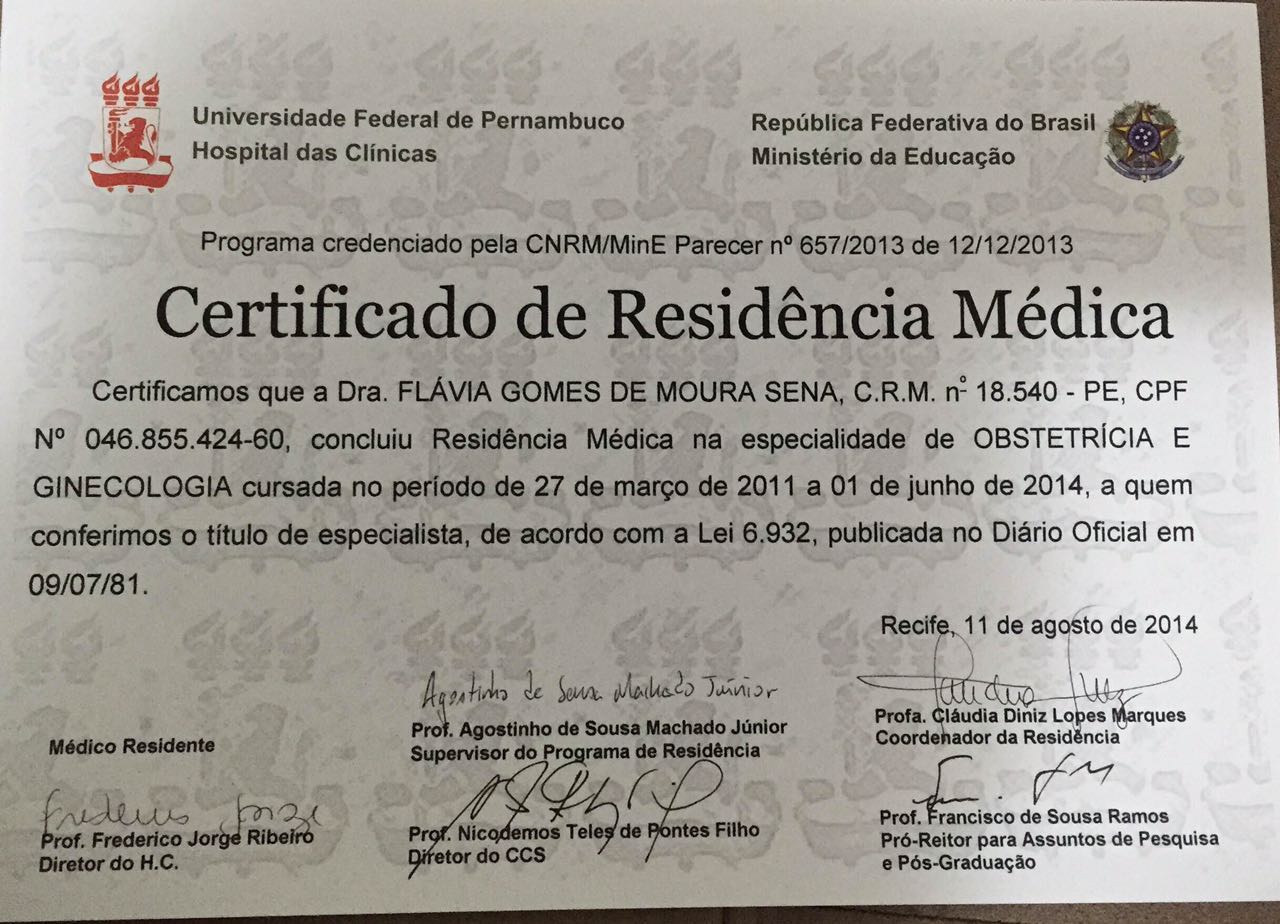 Universidade Federal de Pernambuco
Hospital das Clínicas
República Federativa do Brasil
Ministério da Educação
Programa credenciado pela CNRM/MinE Parecer nº 657/2013 de 12/12/2013
Certificado de Residência Médica
Certificamos que a Dra. FLÁVIA GOMES DE MOURA SENA, C.R.M. nº 18.540 - PE, CPF
Nº 046.855.424-60, concluiu Residência Médica na especialidade de OBSTETRÍCIA E
GINECOLOGIA cursada no período de 27 de março de 2011 a 01 de junho de 2014, a quem
conferimos o título de especialista, de acordo com a Lei 6.932, publicada no Diário Oficial em
09/07/81.
Recife, 11 de agosto de 2014
Agostinho de Sousa Machado Júnior
Prof. Agostinho de Sousa Machado Júnior
Supervisor do Programa de Residência
Profa. Cláudia Diniz Lopes Marques
Coordenador da Residência
Médico Residente
Frederico Jorge
Prof. Frederico Jorge Ribeiro
Diretor do H.C.
Prof. Nicodemos Teles de Pontes Filho
Diretor do CCS
Prof. Francisco de Sousa Ramos
Pró-Reitor para Assuntos de Pesquisa
e Pós-Graduação